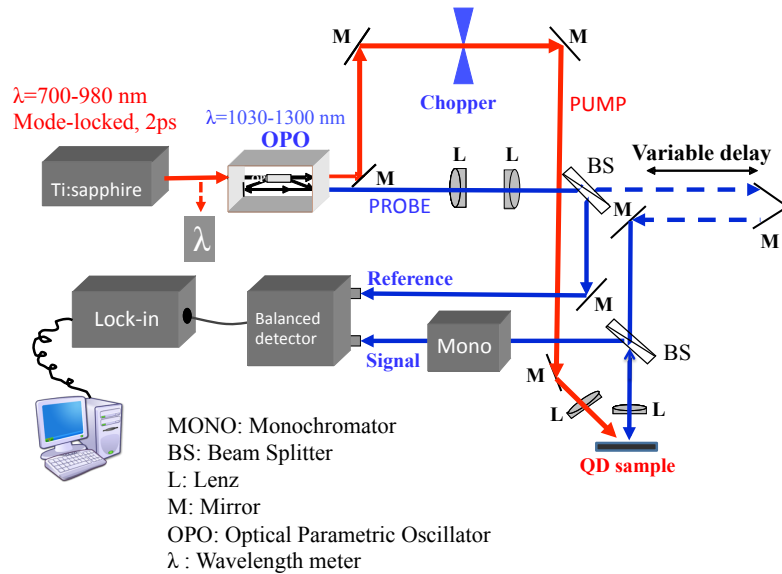 M
M
λ=700-980 nm
Mode-locked, 2ps
λ=1030-1300 nm
OPO
Chopper
PUMP
Ti:sapphire
M
PROBE
L
L
BS
Variable delay
M
M
λ
Reference
M
Lock-in
Balanced
detector
Signal
Mono
BS
M
L
L
QD sample
MONO: Monochromator
BS: Beam Splitter
L: Lenz
M: Mirror
OPO: Optical Parametric Oscillator
λ : Wavelength meter